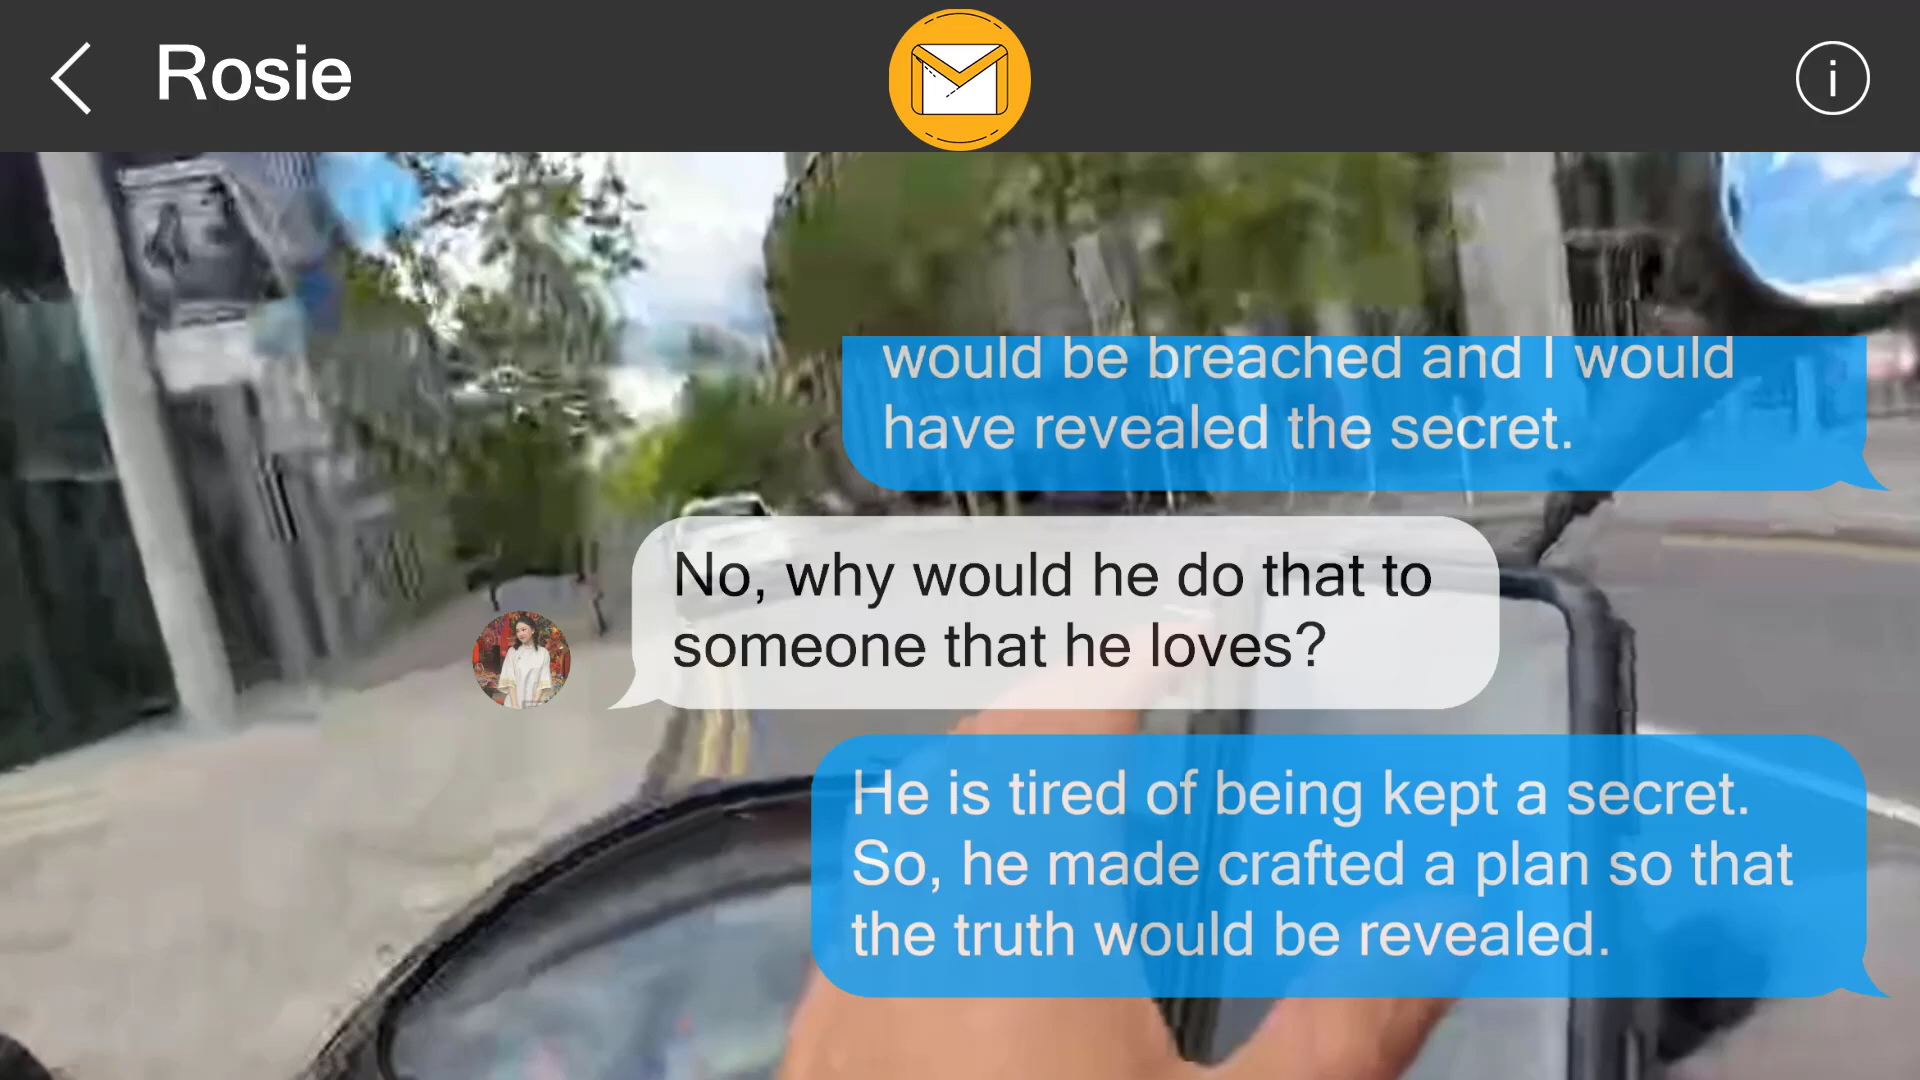 Rosie
would be breached and I would
have revealed the secret.
No, why would he do that to
someone that he loves?
He is tired of being kept a secret.
So, he made crafted a plan so that
the truth would be revealed.